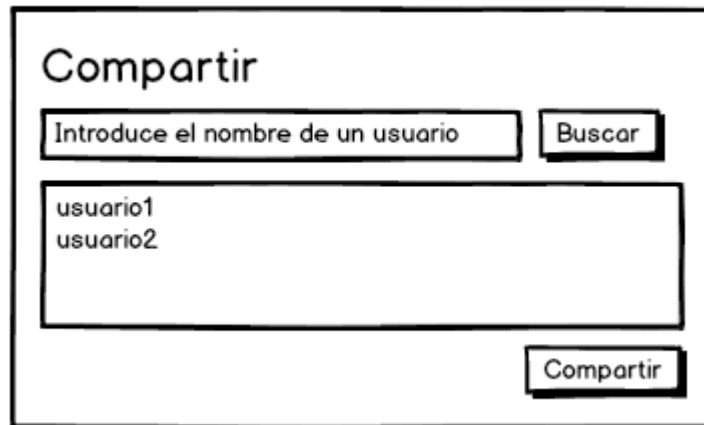 Compartir
Introduce el nombre de un usuario
Buscar
usuario1
usuario2
Compartir